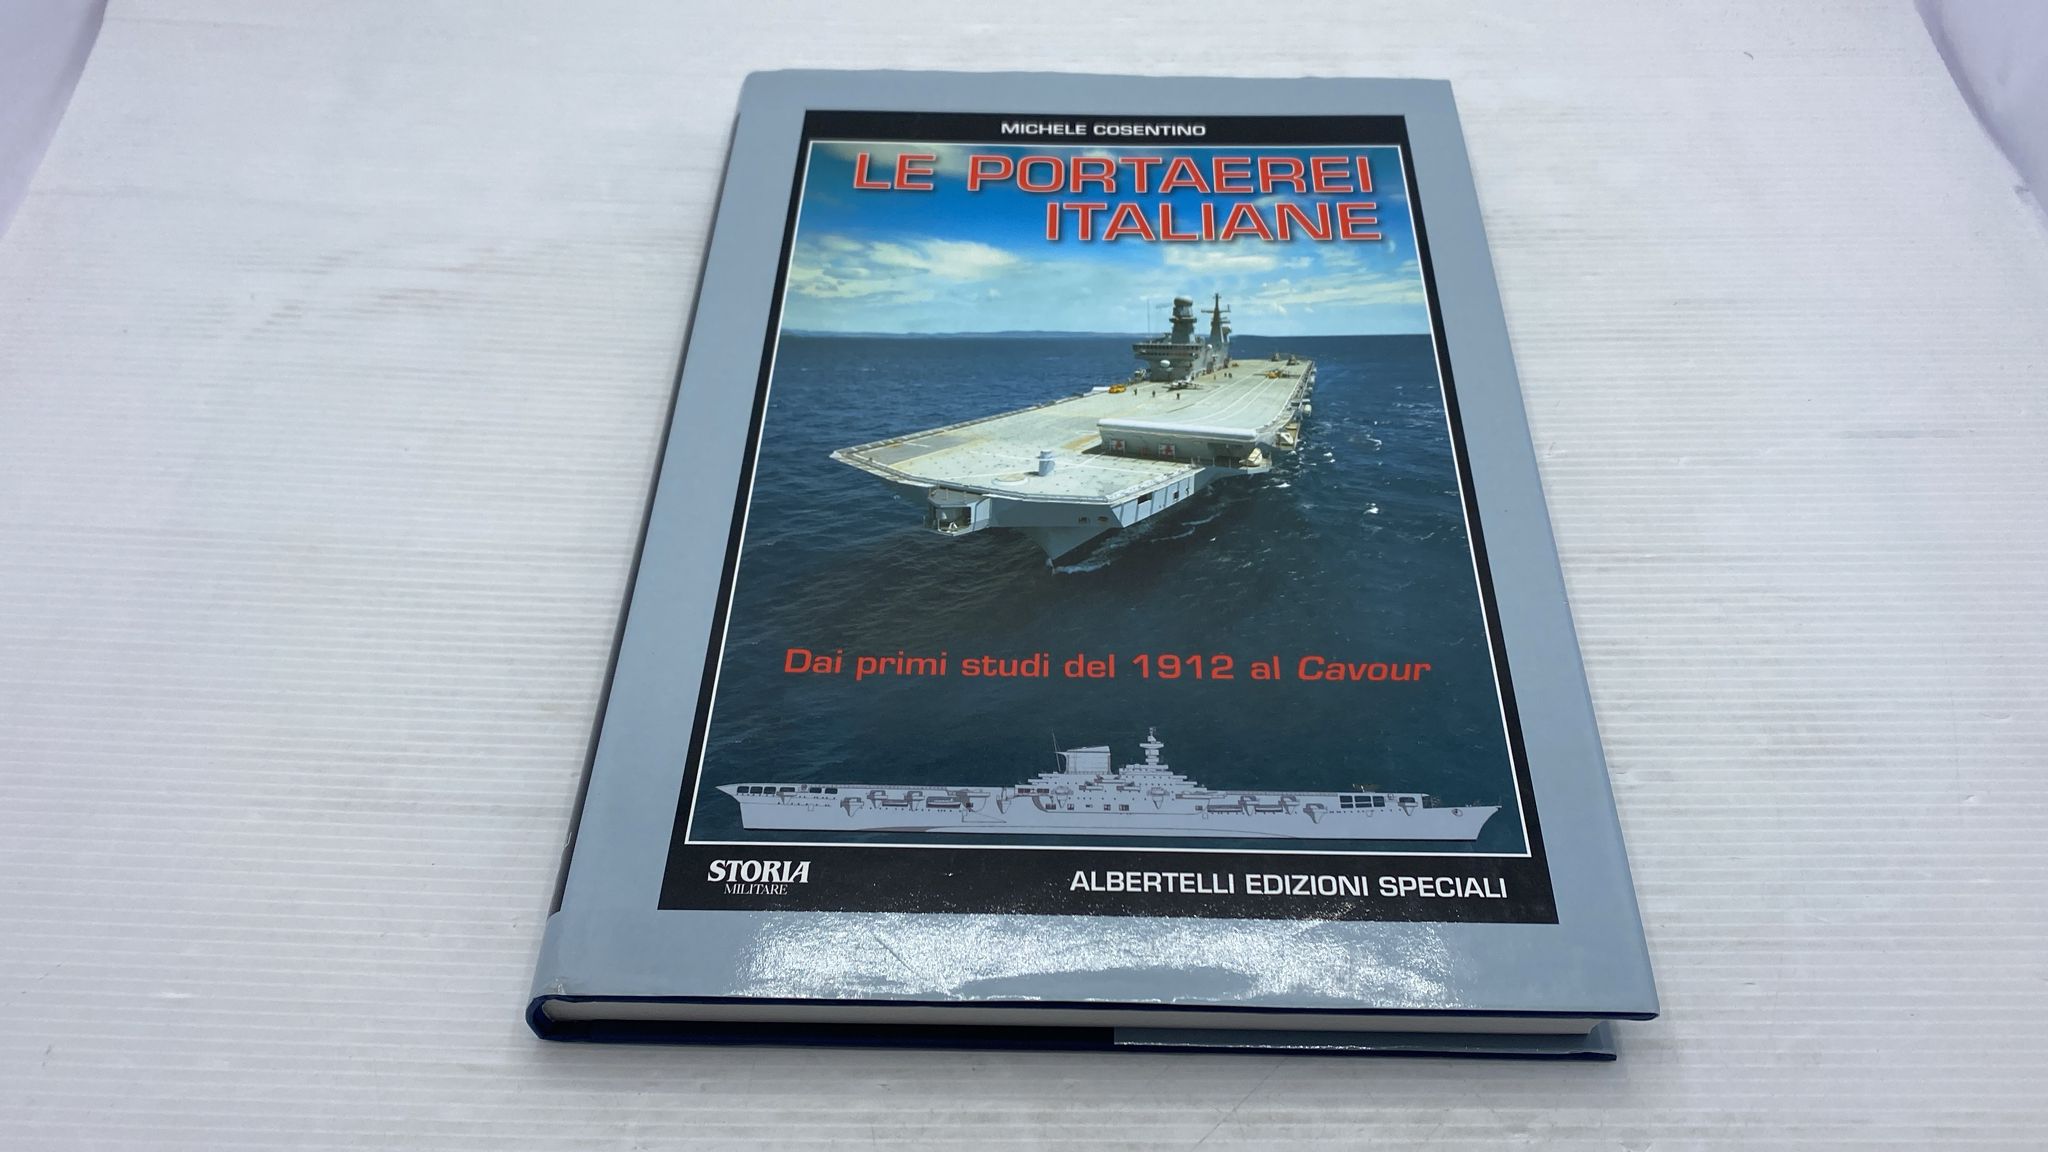 MICHELE COSENTINO
LE PORTAEREI
ITALIANE
Dai primi studi del 1912 al Cavour
STORIA
MILITARE
ALBERTELLI EDIZIONI SPECIALI